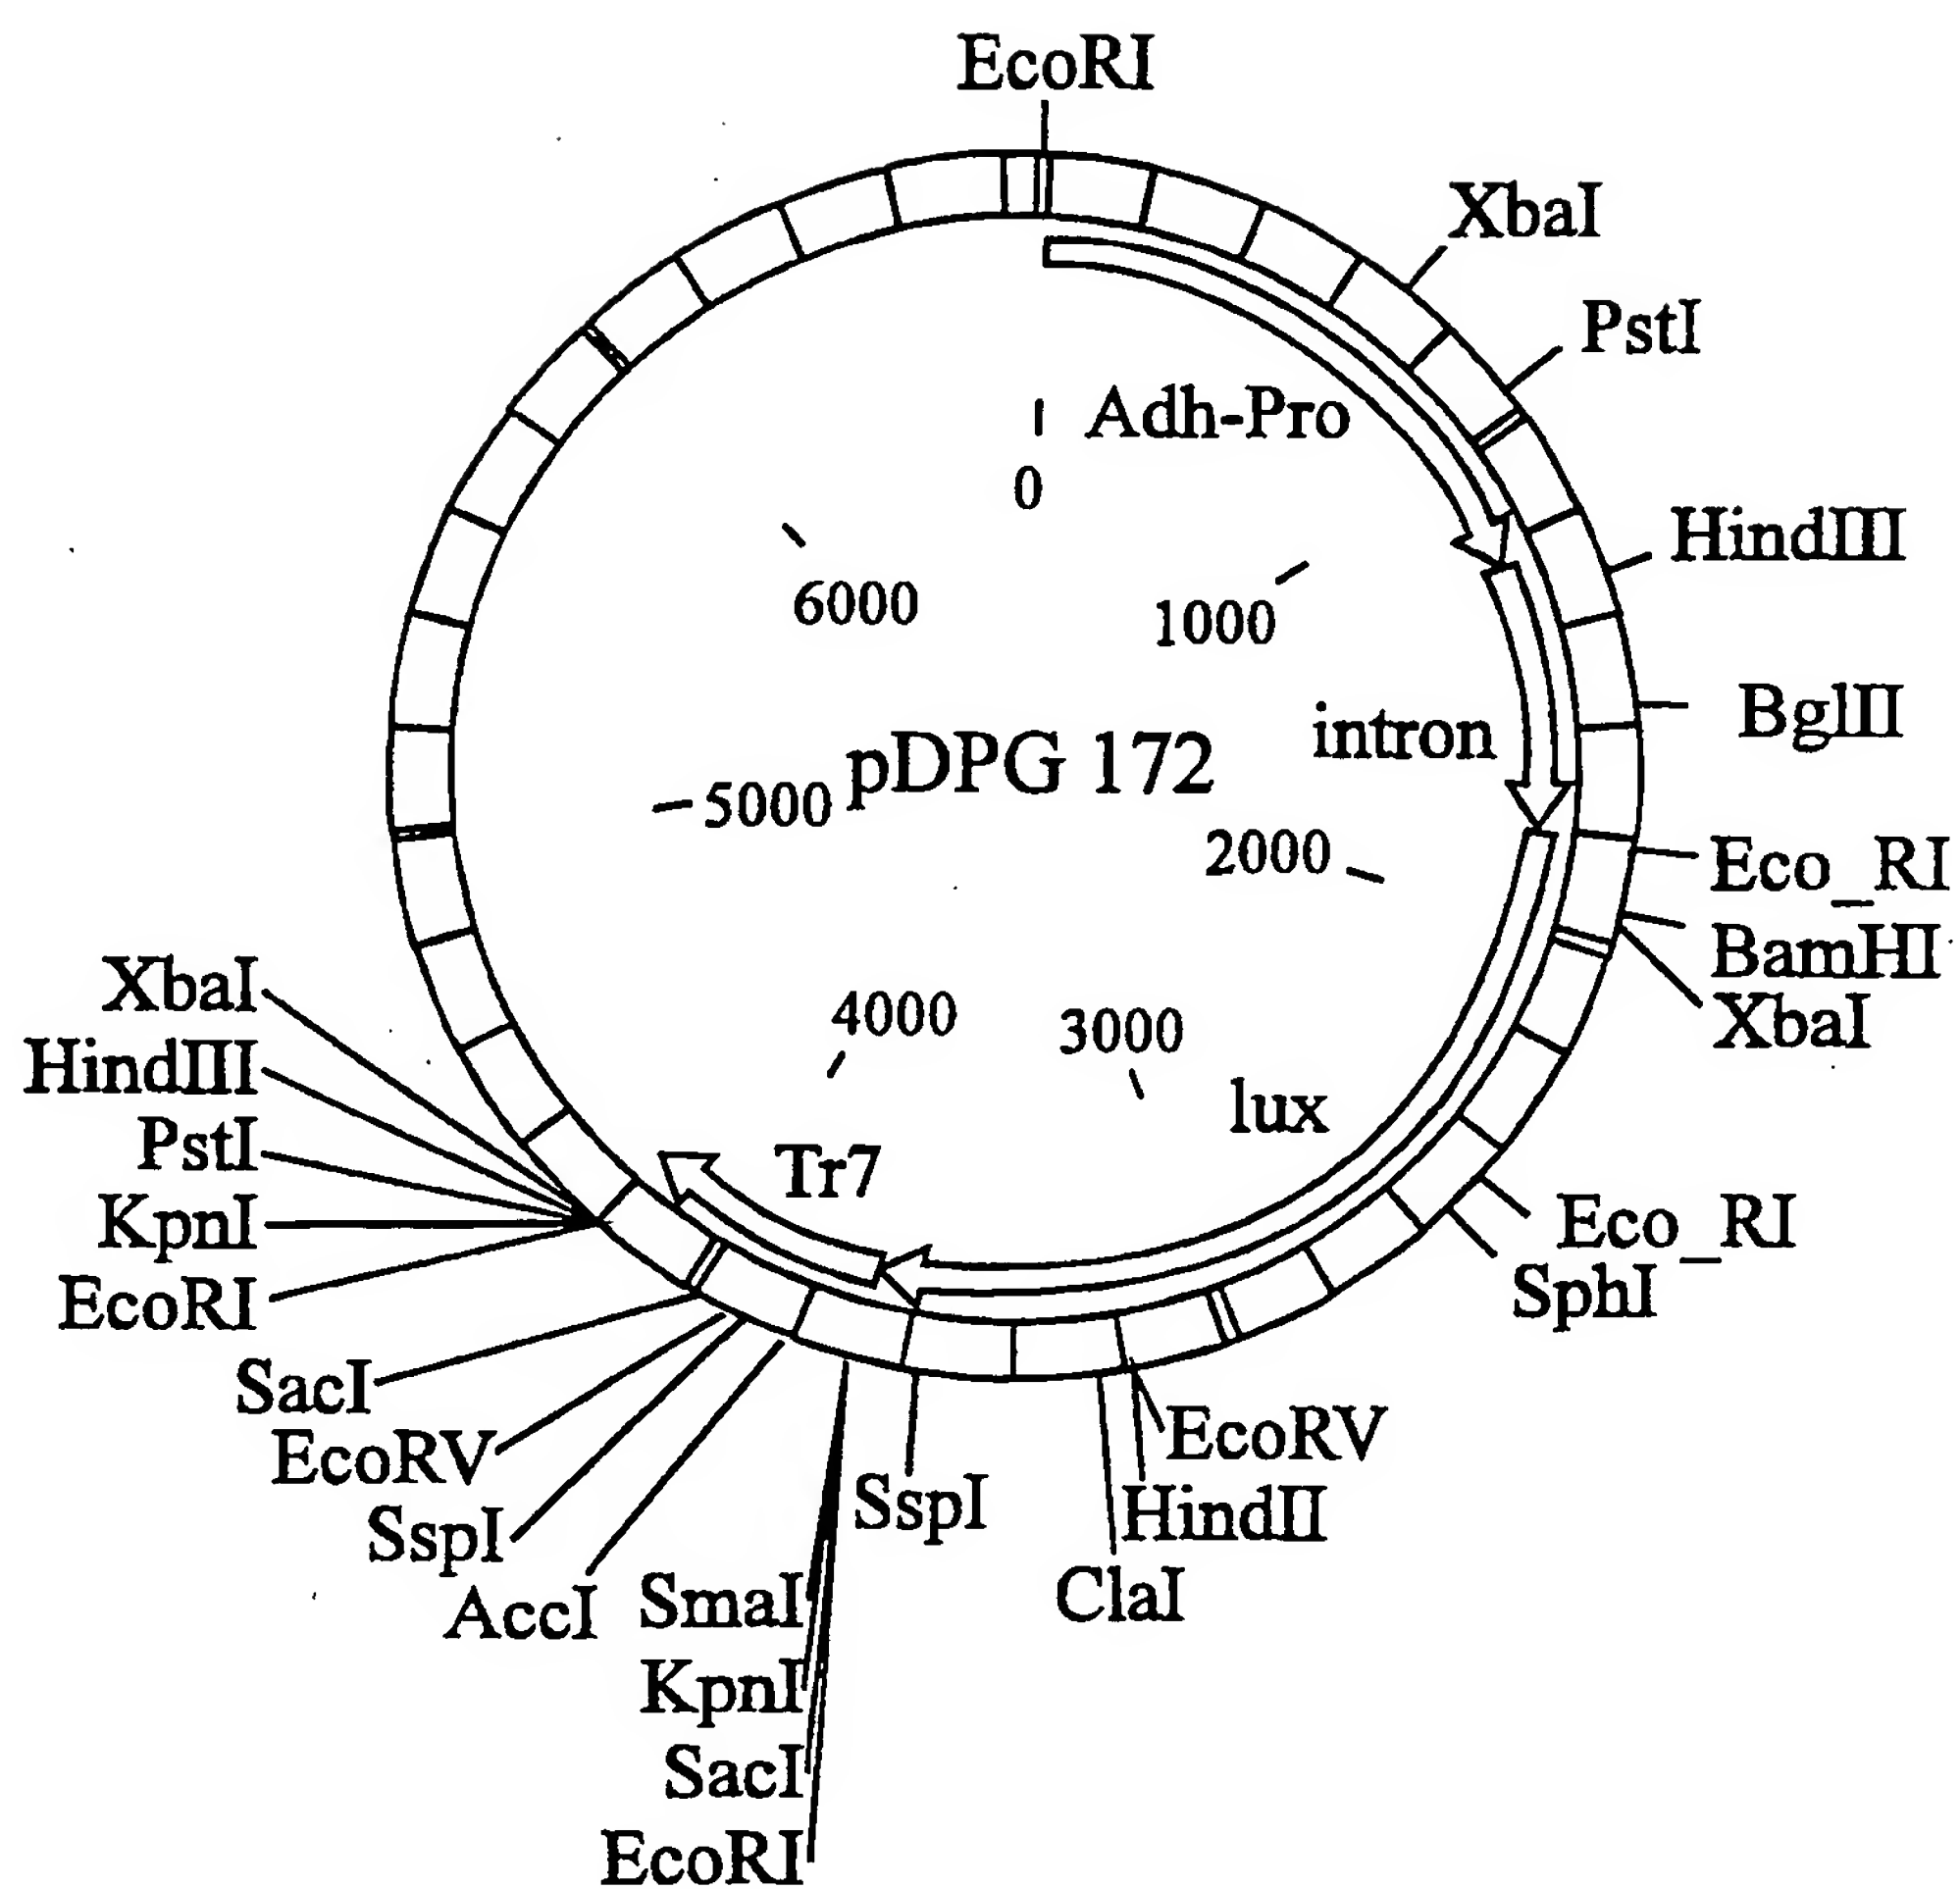 EcoRI
XbaI
PstI
Adh-Pro
0
HindIII
6000
1000
BglII
intron
pDPG 172
5000
2000
Eco_RI
BamHI
XbaI
XbaI
4000
3000
HindIII
lux
PstI
Tr7
KpnI
Eco_RI
EcoRI
SphI
SacI
EcoRV
EcoRV
SspI
HindII
SspI
ClaI
AccI
SmaI
KpnI
SacI
EcoRI